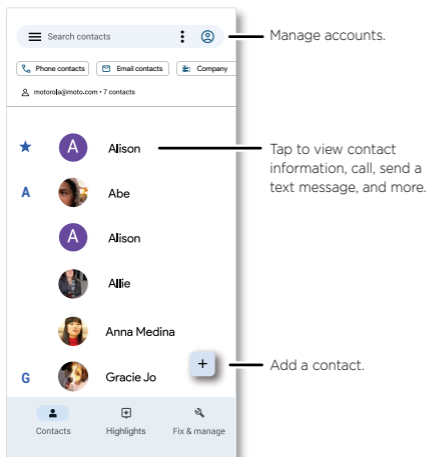 Search contacts
Manage accounts.
Phone contacts
Email contacts
Company
motorola@moto.com • 7 contacts
A Alison
Tap to view contact
information, call, send a
text message, and more.
A Abe
A Alison
Allie
Anna Medina
+
Add a contact.
G Gracie Jo
Contacts
Highlights
Fix & manage